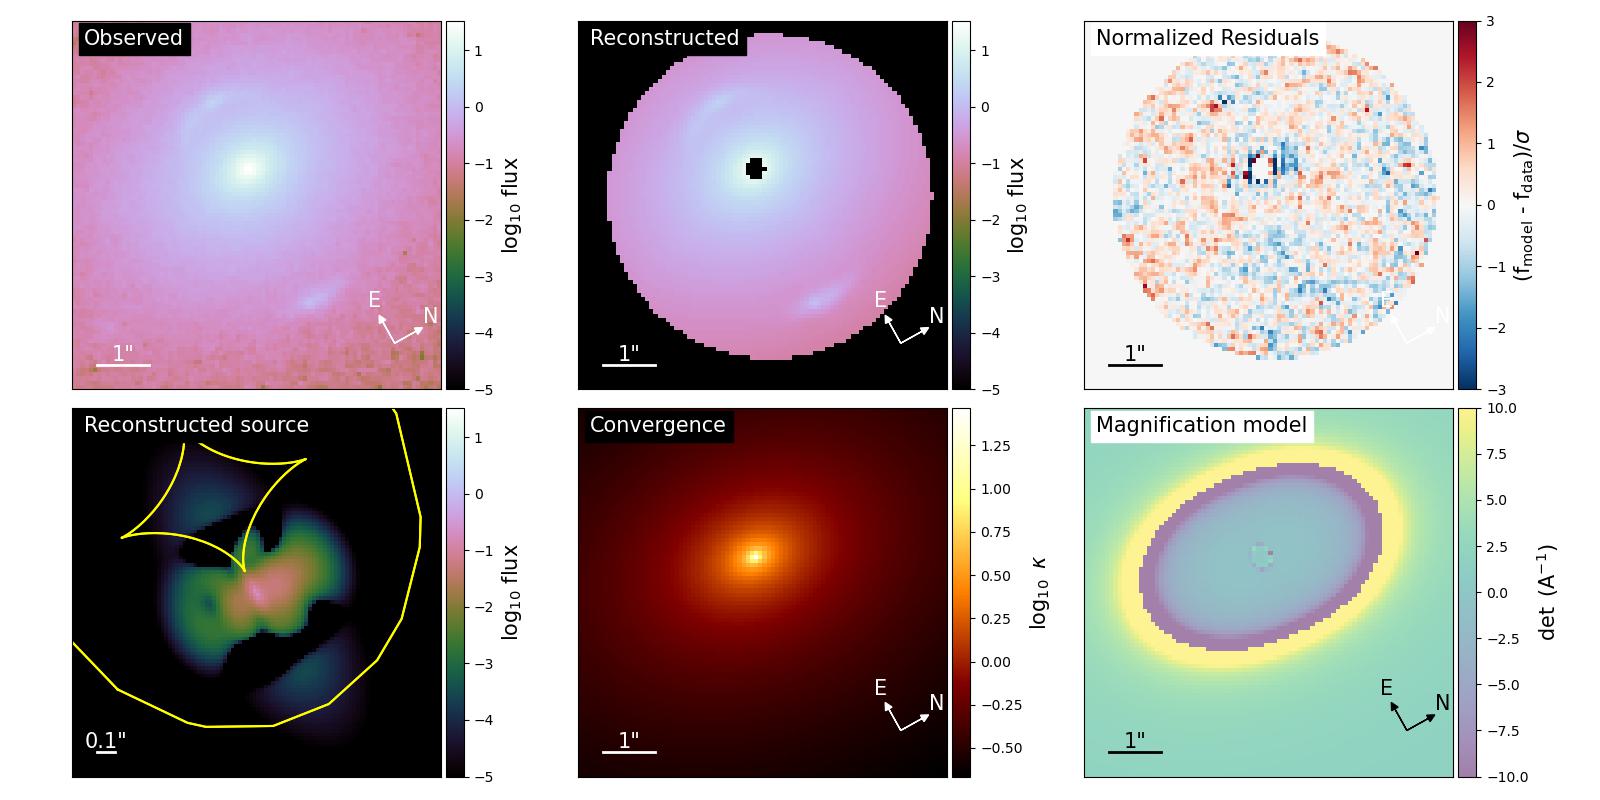 Observed
E
N
1"
1
0
−1
−2
−3
−4
−5
log₁₀ flux
Reconstructed
E
N
1"
1
0
−1
−2
−3
−4
−5
log₁₀ flux
Normalized Residuals
E
N
1"
3
2
1
0
−1
−2
−3
(f_model - f_data)/σ
Reconstructed source
0.1"
1
0
−1
−2
−3
−4
−5
log₁₀ flux
Convergence
E
N
1"
1.25
1.00
0.75
0.50
0.25
0.00
−0.25
−0.50
log₁₀ κ
Magnification model
E
N
1"
10.0
7.5
5.0
2.5
0.0
−2.5
−5.0
−7.5
−10.0
det (A⁻¹)